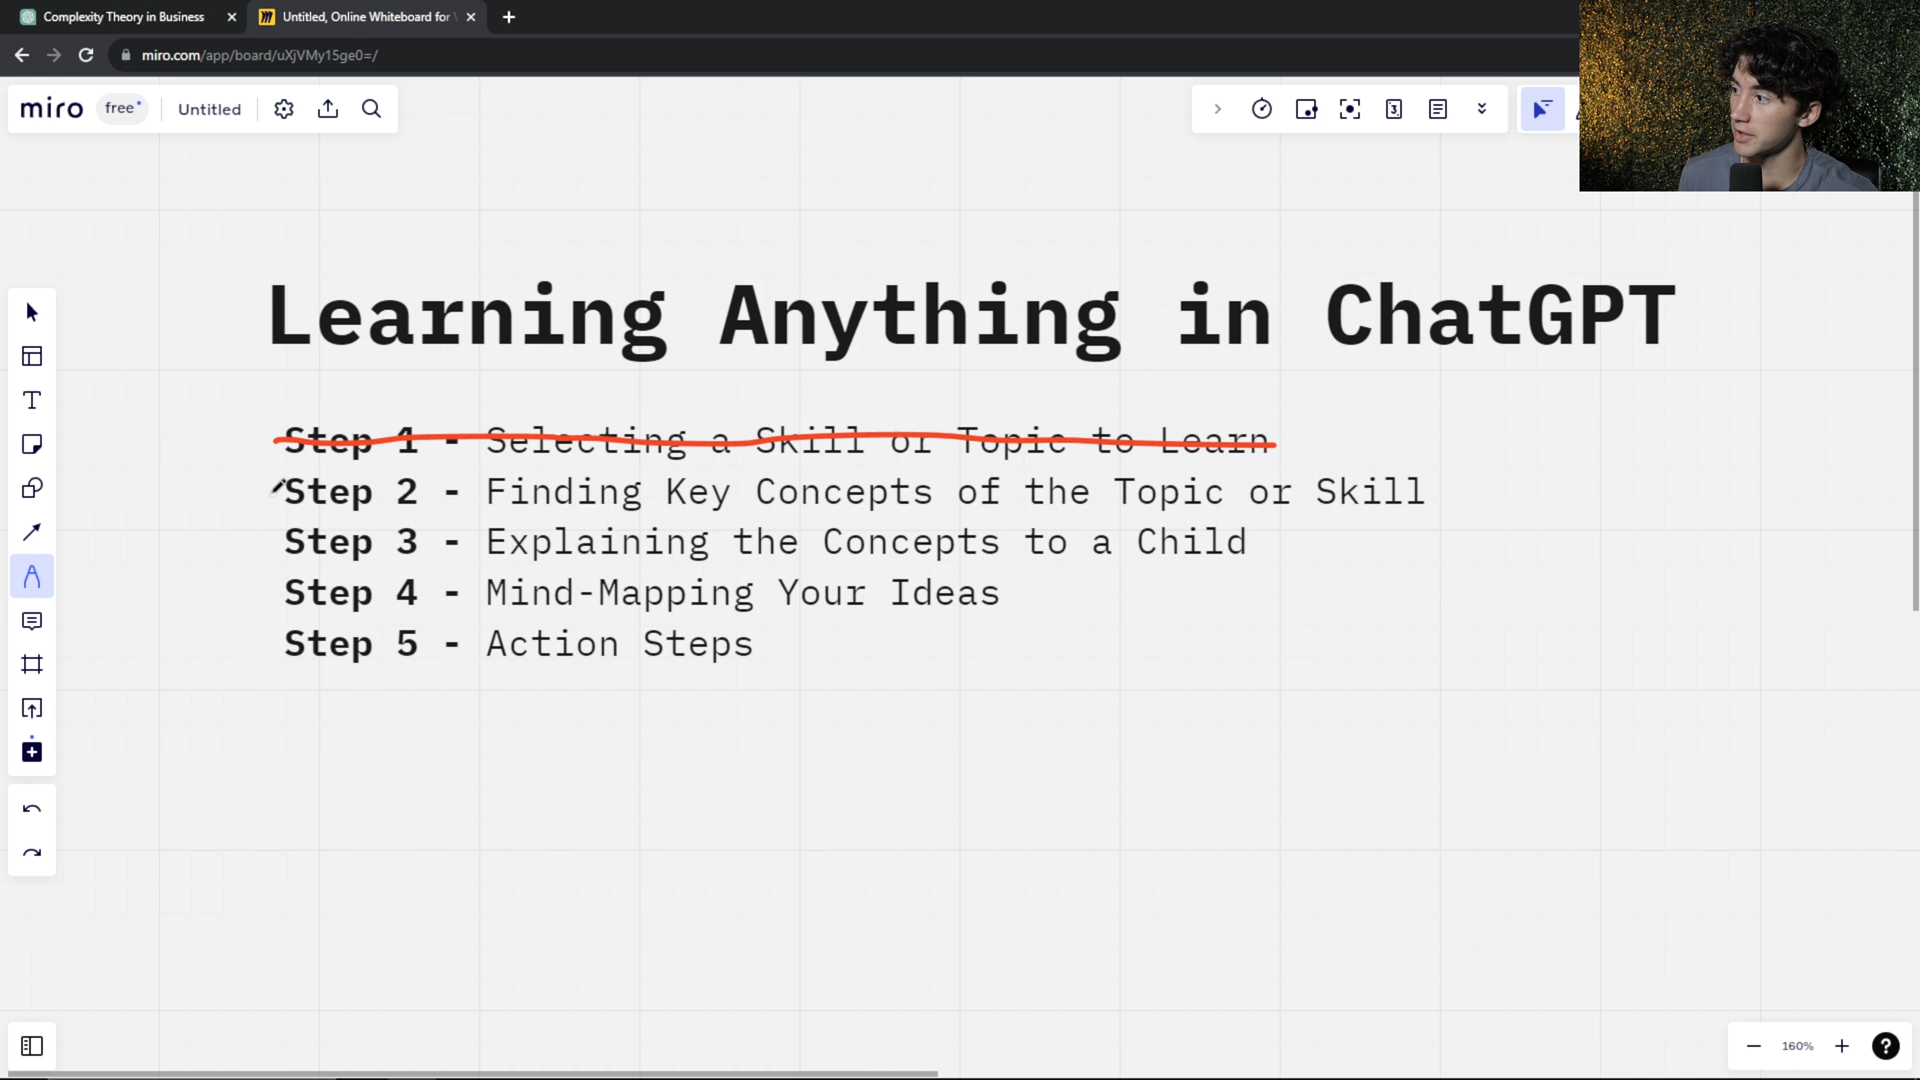 Complexity Theory in Business
Untitled, Online Whiteboard for
miro.com/app/board/uXjVMy15ge0=/
miro
free
Untitled
3
Learning Anything in ChatGPT
Step 1 - Selecting a Skill or Topic to Learn
Step 2 - Finding Key Concepts of the Topic or Skill
Step 3 - Explaining the Concepts to a Child
Step 4 - Mind-Mapping Your Ideas
Step 5 - Action Steps
160%